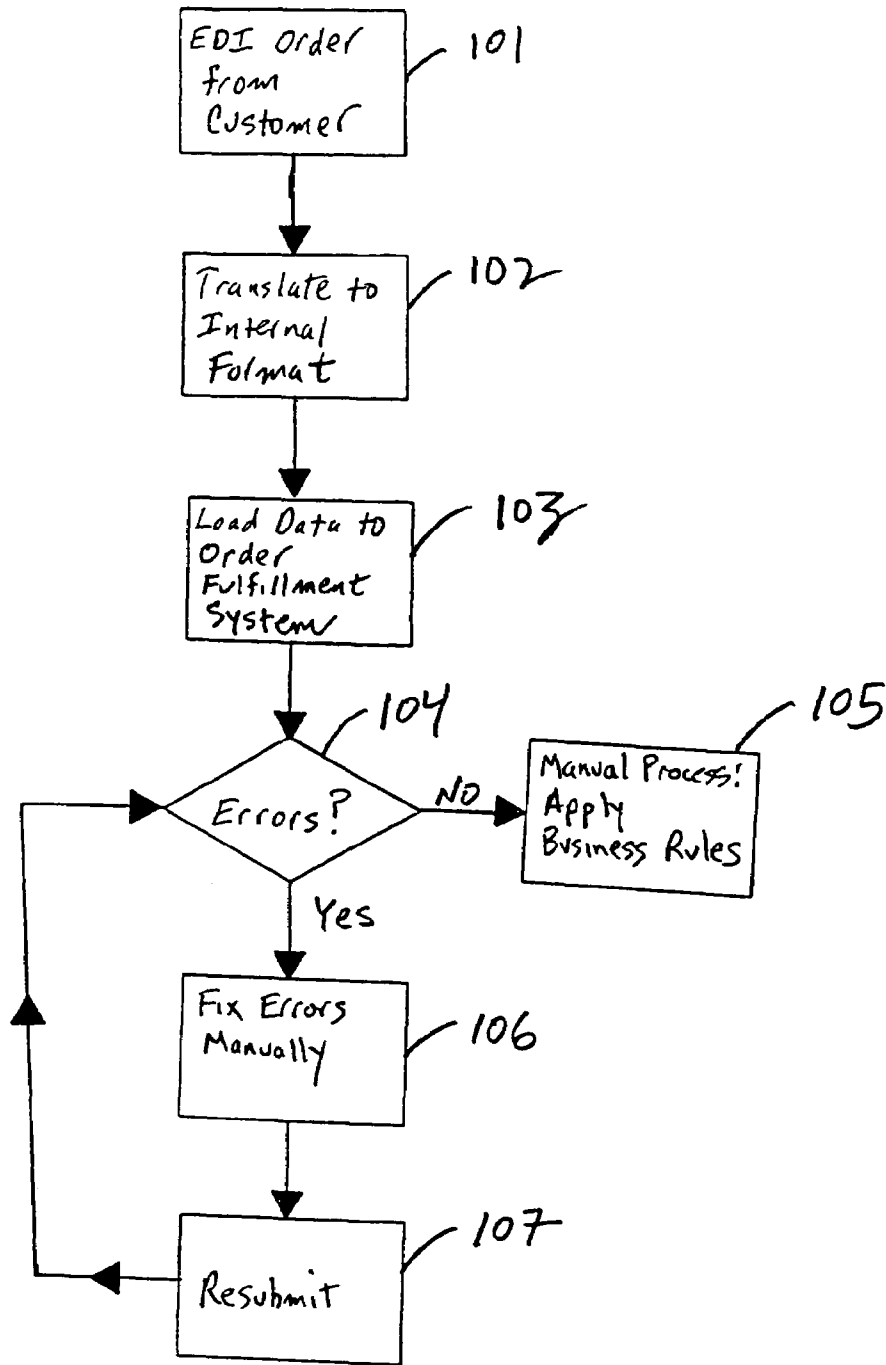 EDI Order
from
Customer
101
Translate to
Internal
Format
102
Load Data to
Order
Fulfillment
System
103
104
Errors?
NO
105
Manual Process:
Apply
Business Rules
Yes
Fix Errors
Manually
106
107
Resubmit